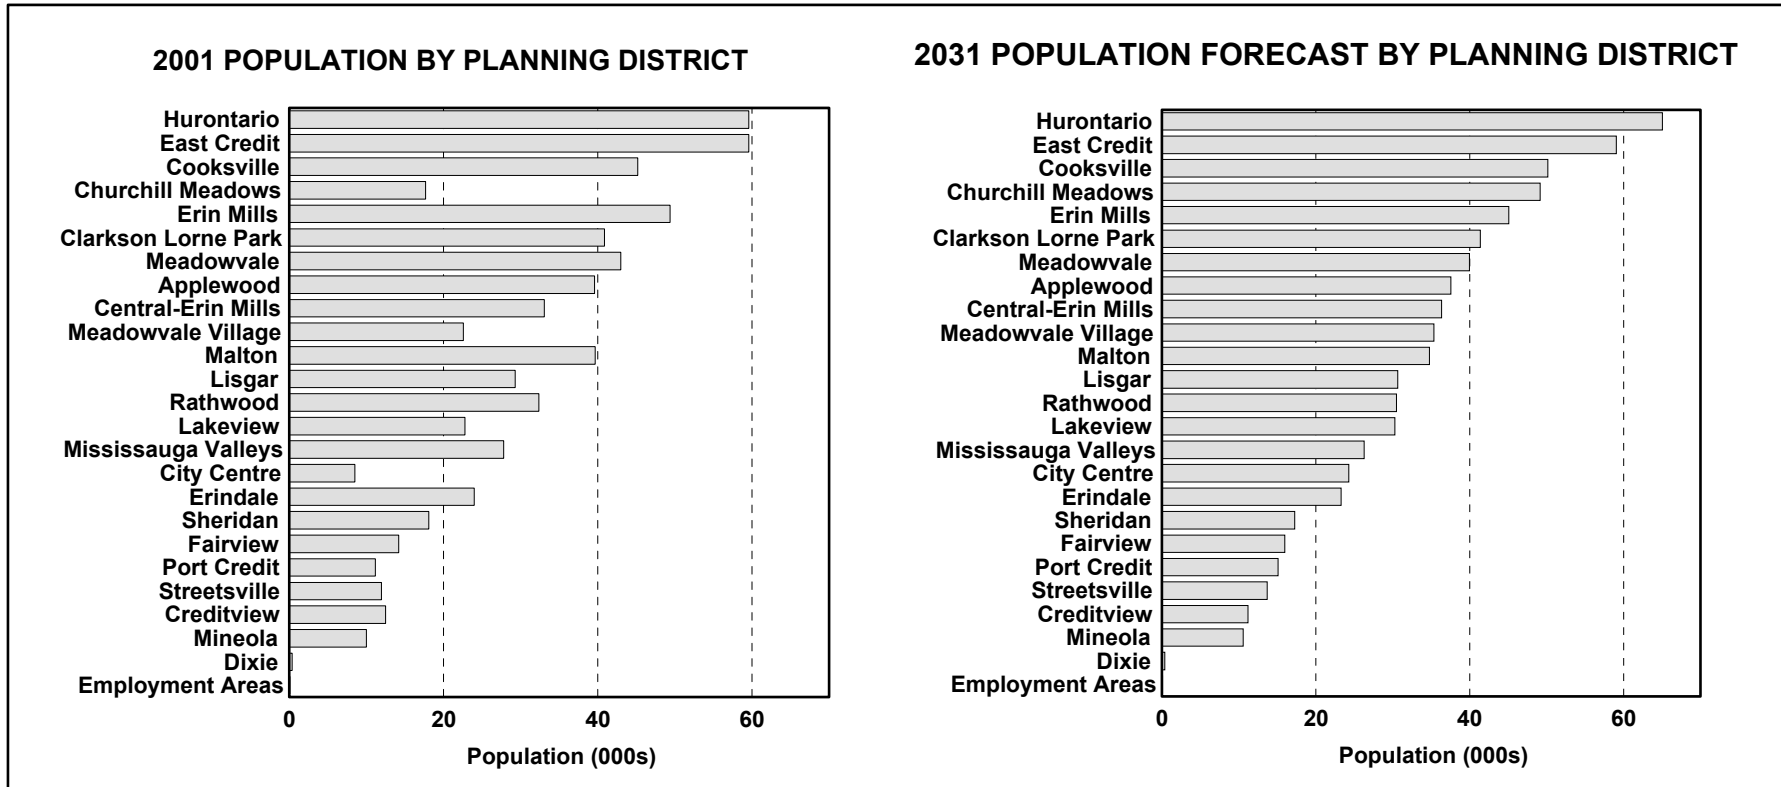 2001 POPULATION BY PLANNING DISTRICT
Hurontario
East Credit
Cooksville
Churchill Meadows
Erin Mills
Clarkson Lorne Park
Meadowvale
Applewood
Central-Erin Mills
Meadowvale Village
Malton
Lisgar
Rathwood
Lakeview
Mississauga Valleys
City Centre
Erindale
Sheridan
Fairview
Port Credit
Streetsville
Creditview
Mineola
Dixie
Employment Areas
0 20 40 60
Population (000s)
2031 POPULATION FORECAST BY PLANNING DISTRICT
Hurontario
East Credit
Cooksville
Churchill Meadows
Erin Mills
Clarkson Lorne Park
Meadowvale
Applewood
Central-Erin Mills
Meadowvale Village
Malton
Lisgar
Rathwood
Lakeview
Mississauga Valleys
City Centre
Erindale
Sheridan
Fairview
Port Credit
Streetsville
Creditview
Mineola
Dixie
Employment Areas
0 20 40 60
Population (000s)